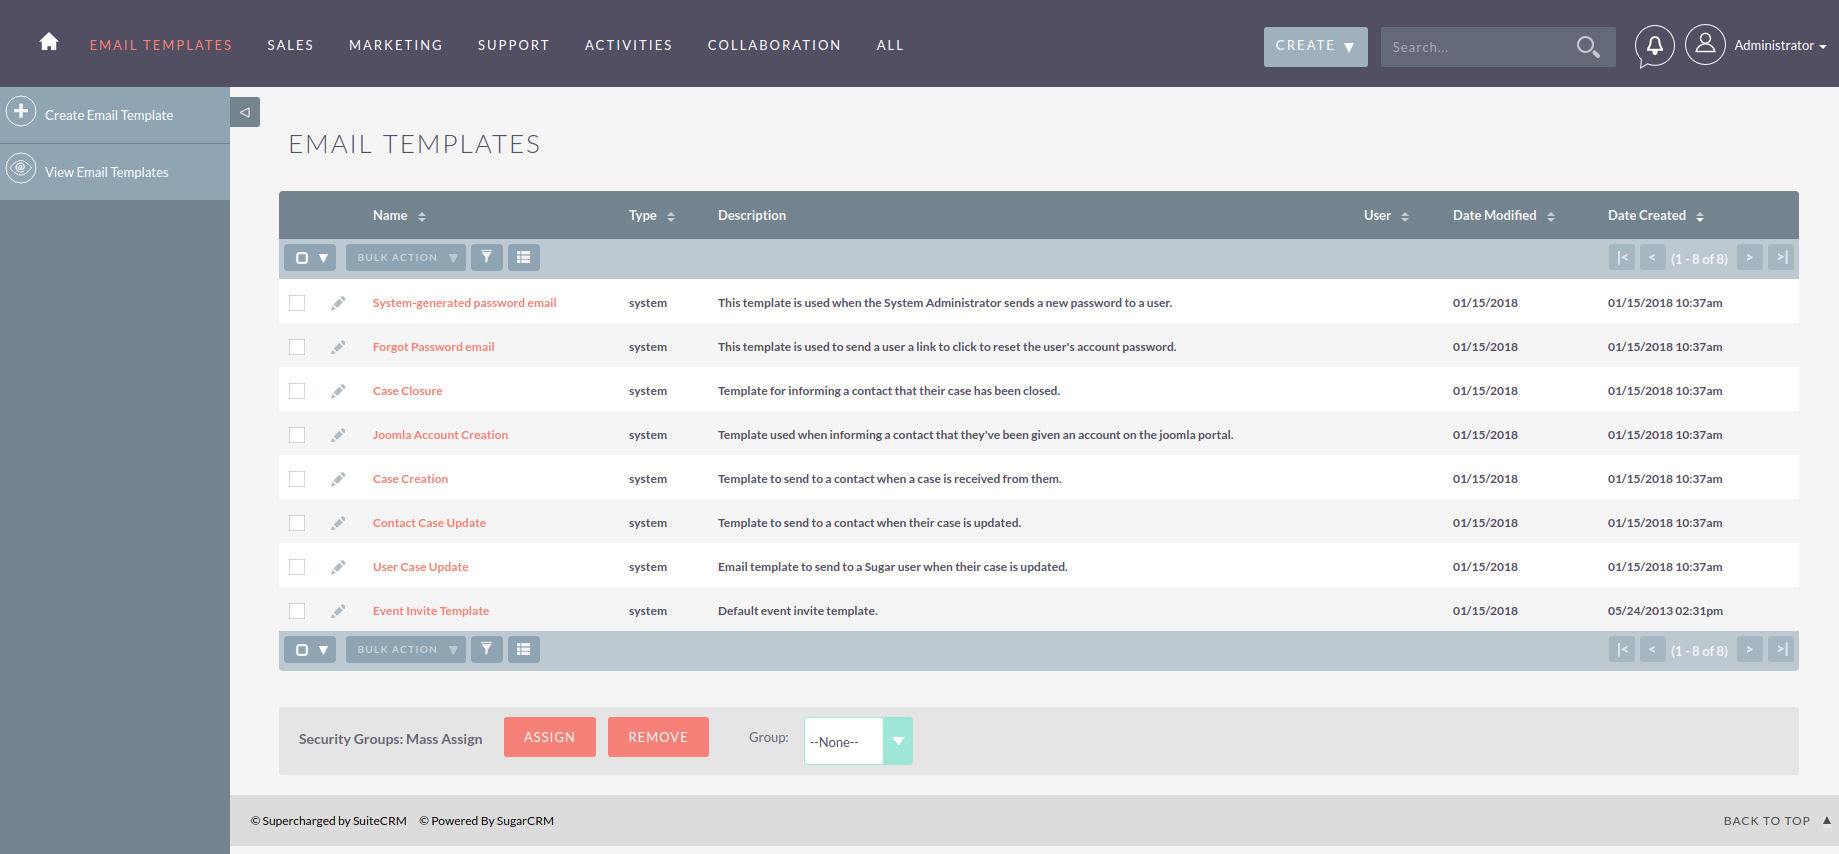 EMAIL TEMPLATES SALES MARKETING SUPPORT ACTIVITIES COLLABORATION ALL CREATE ▼ Search... Administrator
Create Email Template
View Email Templates
EMAIL TEMPLATES
Name Type Description User Date Modified Date Created
BULK ACTION (1 - 8 of 8)
System-generated password email system This template is used when the System Administrator sends a new password to a user. 01/15/2018 01/15/2018 10:37am
Forgot Password email system This template is used to send a user a link to click to reset the user's account password. 01/15/2018 01/15/2018 10:37am
Case Closure system Template for informing a contact that their case has been closed. 01/15/2018 01/15/2018 10:37am
Joomla Account Creation system Template used when informing a contact that they've been given an account on the joomla portal. 01/15/2018 01/15/2018 10:37am
Case Creation system Template to send to a contact when a case is received from them. 01/15/2018 01/15/2018 10:37am
Contact Case Update system Template to send to a contact when their case is updated. 01/15/2018 01/15/2018 10:37am
User Case Update system Email template to send to a Sugar user when their case is updated. 01/15/2018 01/15/2018 10:37am
Event Invite Template system Default event invite template. 01/15/2018 05/24/2013 02:31pm
BULK ACTION (1 - 8 of 8)
Security Groups: Mass Assign ASSIGN REMOVE Group: --None--
© Supercharged by SuiteCRM © Powered By SugarCRM BACK TO TOP